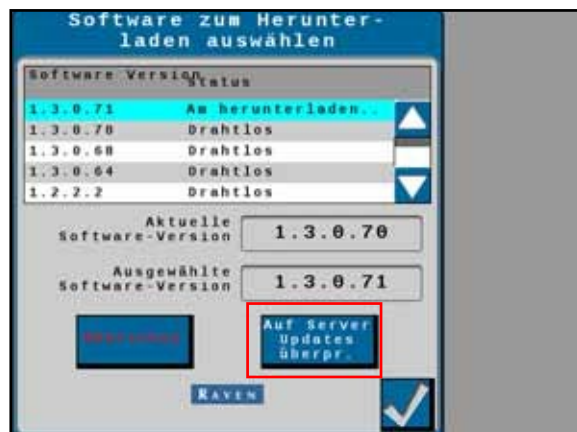 Software zum Herunter-
laden auswählen
Software Version Status
1.3.0.71 Am herunterladen..
1.3.0.70 Drahtlos
1.3.0.68 Drahtlos
1.3.0.64 Drahtlos
1.2.2.2 Drahtlos
Aktuelle
Software-Version 1.3.0.70
Ausgewählte
Software-Version 1.3.0.71
Auf Server
Updates
überpr.
RAVEN